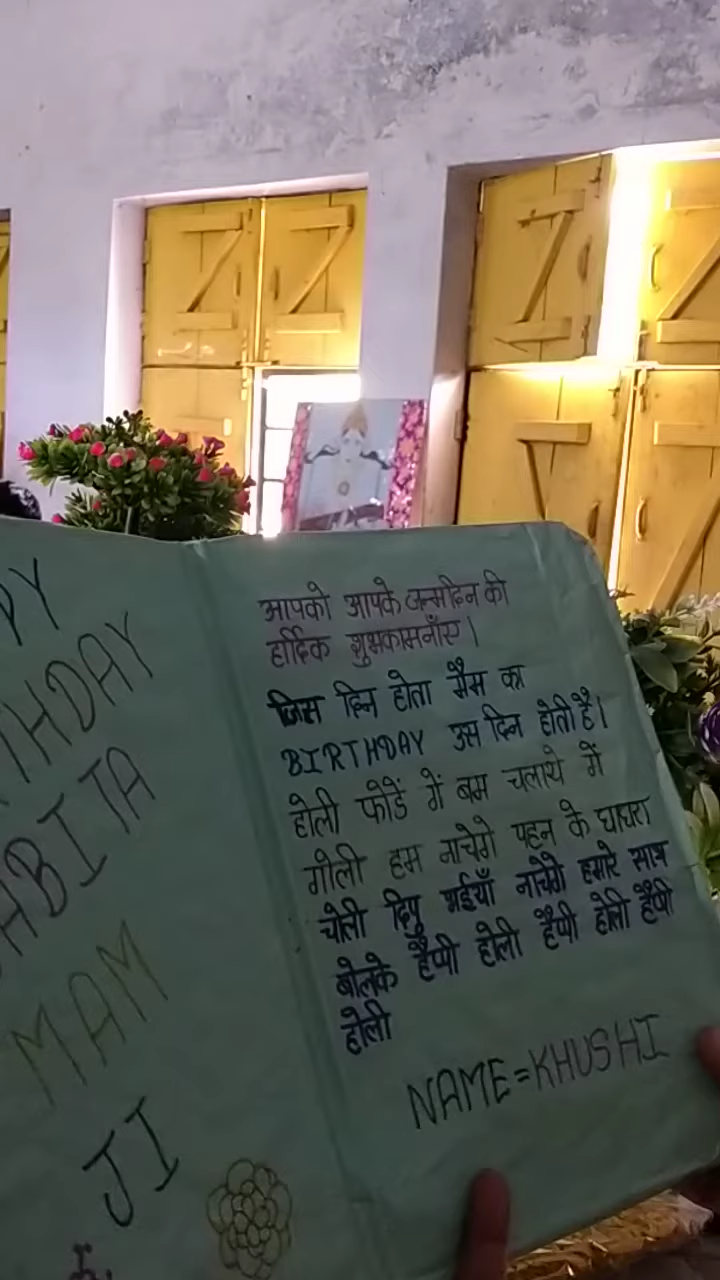 PY
THDAY
ABITA
MAM
JI
आपको आपके जन्मदिन की
हार्दिक शुभकामनाँए।
जिस दिन होता मैम का
BIRTHDAY उस दिन होती है।
होली फोडें गें बम चलाये गें
गोली हम नाचेगे पहन के घाघरा
चोली दिपु भईयाँ नाचेगे हमारे साथ
बोलके हैप्पी होली हैप्पी होली हैप्पी
होली
NAME=KHUSHI